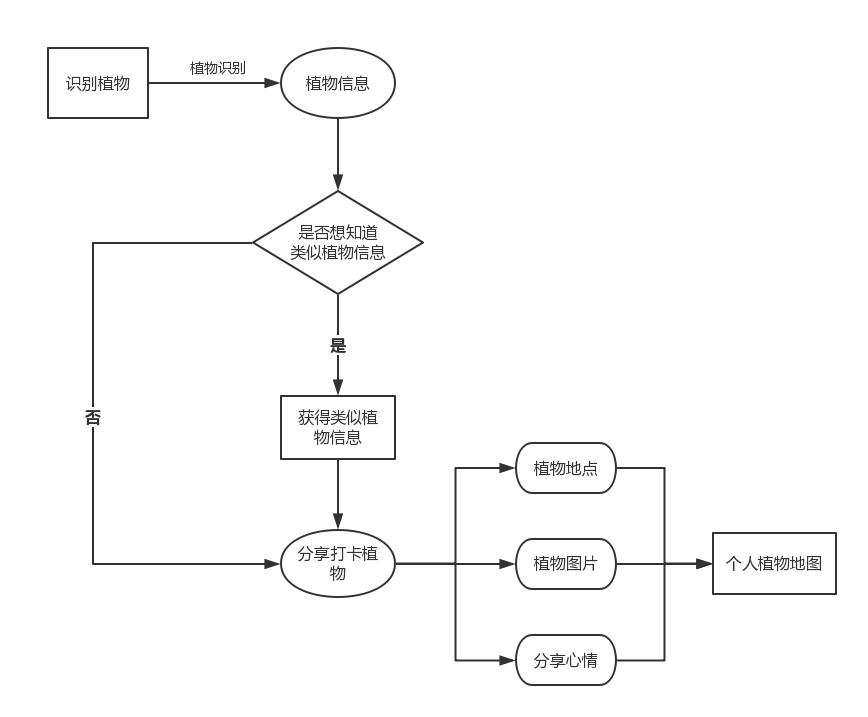 识别植物
植物识别
植物信息
是否想知道
类似植物信息
是
否
获得类似植
物信息
分享打卡植
物
植物地点
植物图片
分享心情
个人植物地图